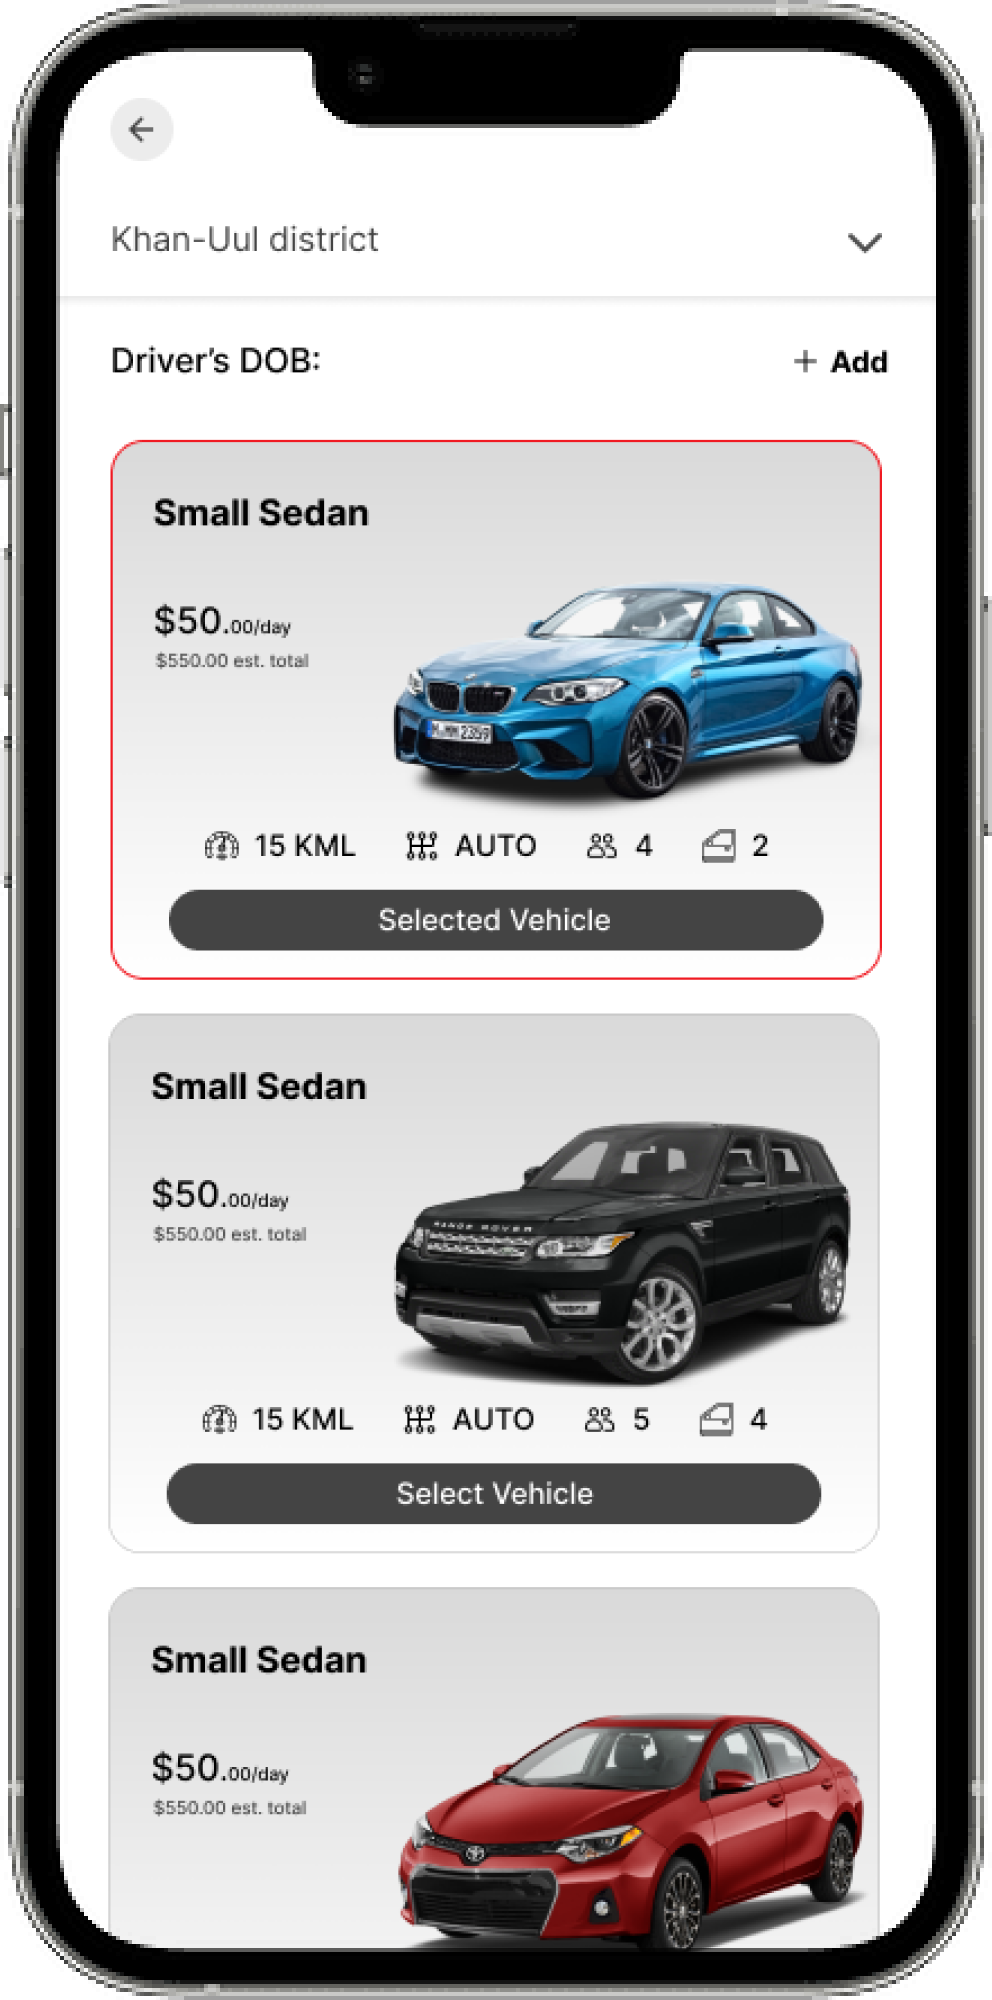 Khan-Uul district
Driver’s DOB:
+ Add
Small Sedan
$50.00/day
$550.00 est. total
15 KML AUTO 4 2
Selected Vehicle
Small Sedan
$50.00/day
$550.00 est. total
RANGE ROVER
15 KML AUTO 5 4
Select Vehicle
Small Sedan
$50.00/day
$550.00 est. total